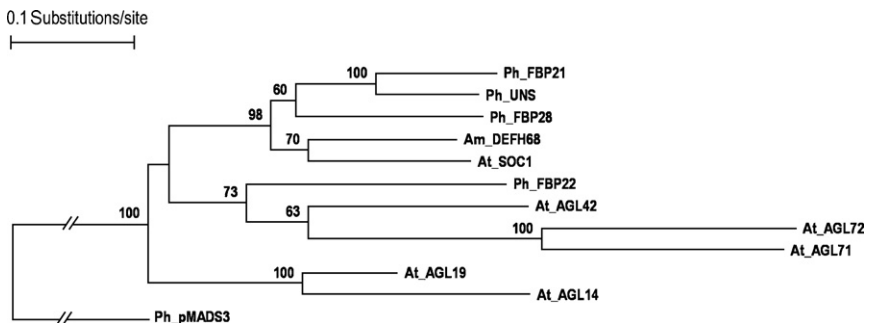 0.1 Substitutions/site
100 Ph_FBP21
60
Ph_UNS
98 Ph_FBP28
70 Am_DEFH68
At_SOC1
73 Ph_FBP22
63 At_AGL42
100
100 At_AGL72
At_AGL71
100 At_AGL19
At_AGL14
Ph_pMADS3